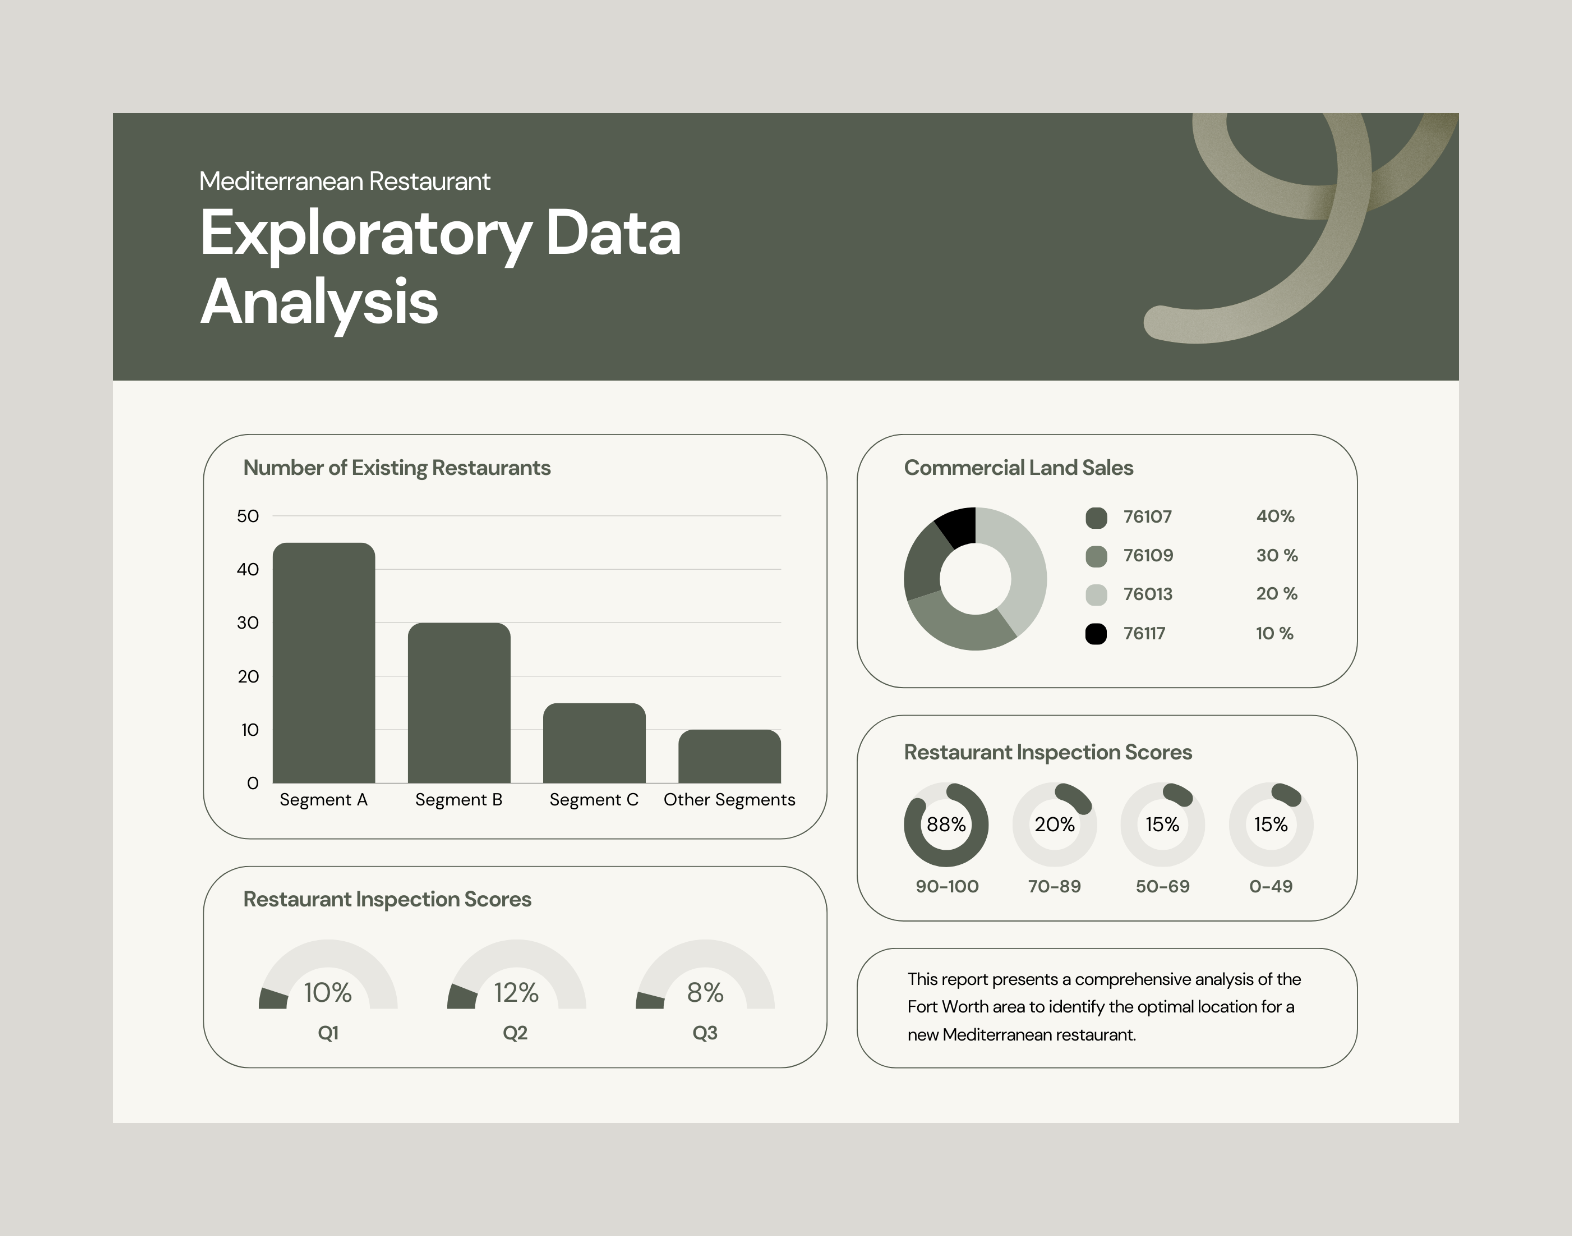 Mediterranean Restaurant
Exploratory Data
Analysis
Number of Existing Restaurants
50
40
30
20
10
0
Segment A
Segment B
Segment C
Other Segments
Restaurant Inspection Scores
10%
12%
8%
Q1
Q2
Q3
Commercial Land Sales
76107 40%
76109 30 %
76013 20 %
76117 10 %
Restaurant Inspection Scores
88%
20%
15%
15%
90-100
70-89
50-69
0-49
This report presents a comprehensive analysis of the
Fort Worth area to identify the optimal location for a
new Mediterranean restaurant.